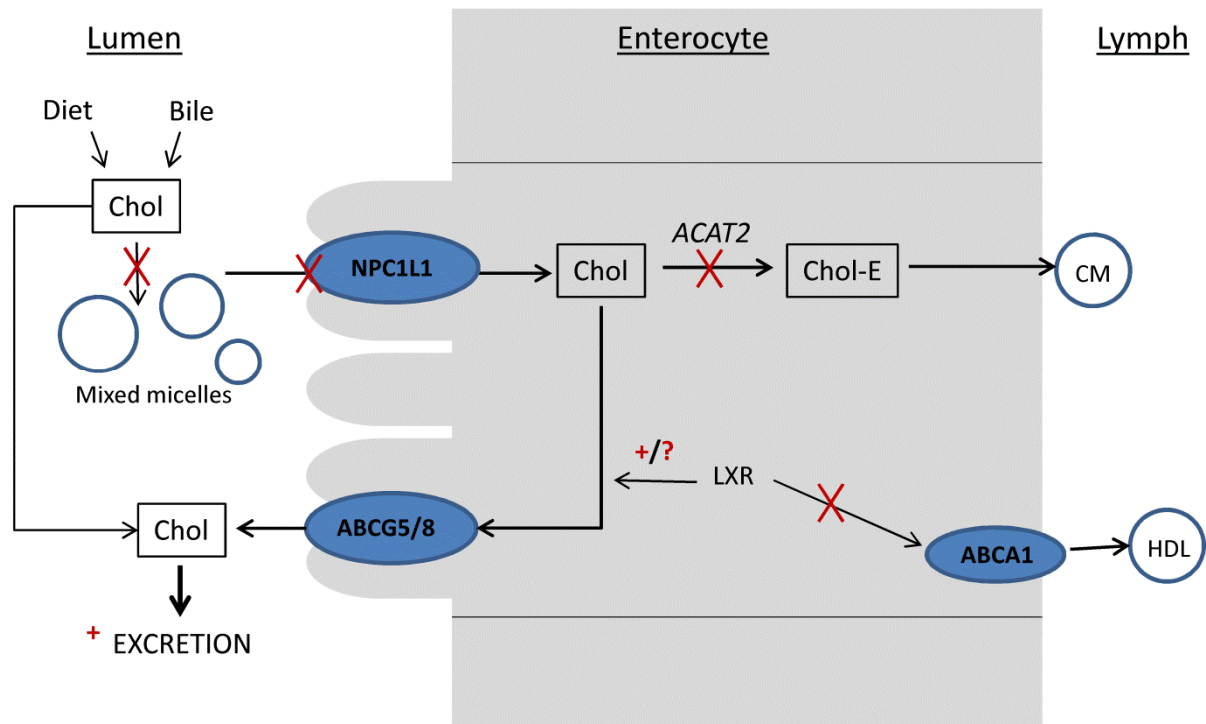 Lumen
Enterocyte
Lymph
Diet
Bile
Chol
ACAT2
NPC1L1
Chol
Chol-E
CM
Mixed micelles
+/?
LXR
Chol
ABCG5/8
ABCA1
HDL
+ EXCRETION